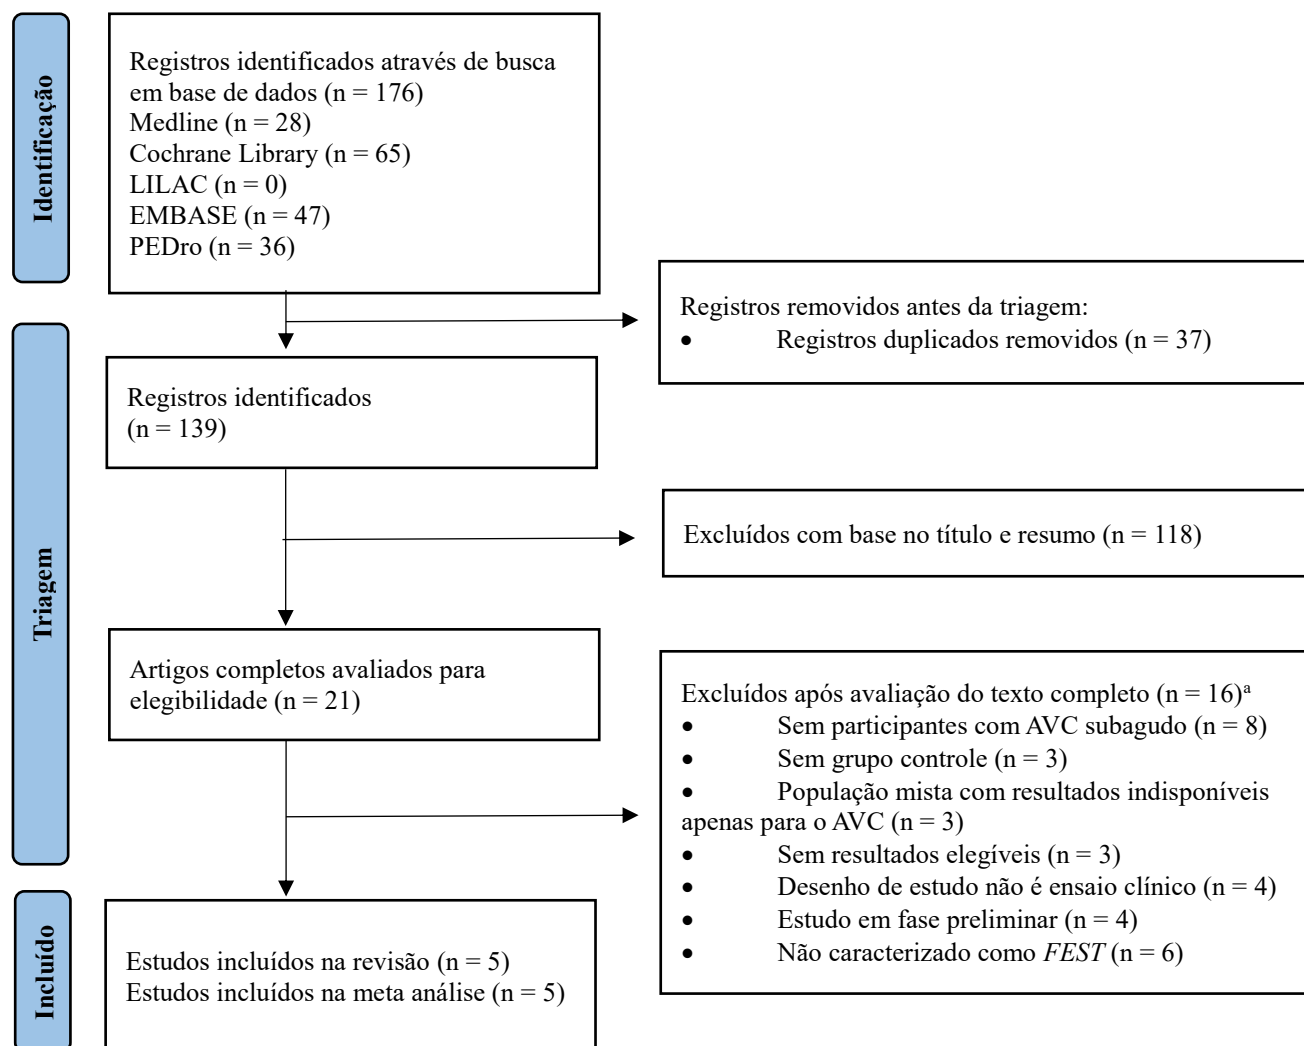 Identificação
Registros identificados através de busca
em base de dados (n = 176)
Medline (n = 28)
Cochrane Library (n = 65)
LILAC (n = 0)
EMBASE (n = 47)
PEDro (n = 36)
Registros removidos antes da triagem:
• Registros duplicados removidos (n = 37)
Triagem
Registros identificados
(n = 139)
Excluídos com base no título e resumo (n = 118)
Artigos completos avaliados para
elegibilidade (n = 21)
Excluídos após avaliação do texto completo (n = 16)ᵃ
• Sem participantes com AVC subagudo (n = 8)
• Sem grupo controle (n = 3)
• População mista com resultados indisponíveis
apenas para o AVC (n = 3)
• Sem resultados elegíveis (n = 3)
• Desenho de estudo não é ensaio clínico (n = 4)
• Estudo em fase preliminar (n = 4)
• Não caracterizado como FEST (n = 6)
Incluído
Estudos incluídos na revisão (n = 5)
Estudos incluídos na meta análise (n = 5)